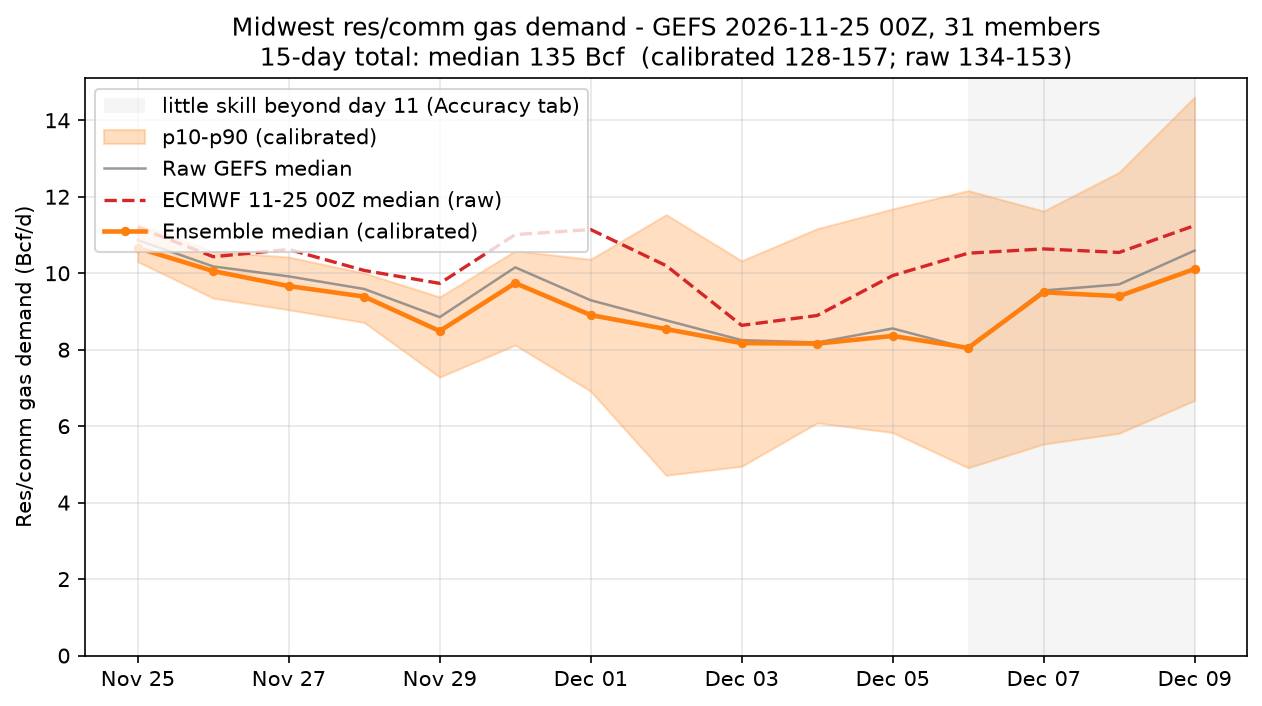 Midwest res/comm gas demand - GEFS 2026-11-25 00Z, 31 members
15-day total: median 135 Bcf  (calibrated 128-157; raw 134-153)
little skill beyond day 11 (Accuracy tab)
p10-p90 (calibrated)
Raw GEFS median
ECMWF 11-25 00Z median (raw)
Ensemble median (calibrated)
Res/comm gas demand (Bcf/d)
14
12
10
8
6
4
2
0
Nov 25 Nov 27 Nov 29 Dec 01 Dec 03 Dec 05 Dec 07 Dec 09